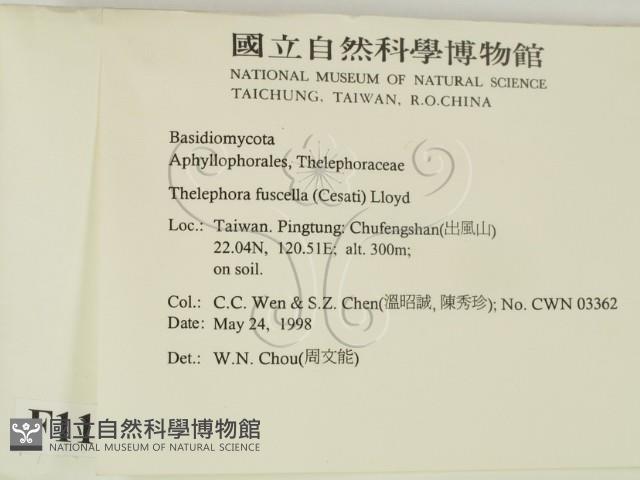 國立自然科學博物館
NATIONAL MUSEUM OF NATURAL SCIENCE
TAICHUNG, TAIWAN, R.O.CHINA
Basidiomycota
Aphyllophorales, Thelephoraceae
Thelephora fuscella (Cesati) Lloyd
Loc.: Taiwan. Pingtung: Chufengshan(出風山)
22.04N, 120.51E; alt. 300m;
on soil.
Col.: C.C. Wen & S.Z. Chen(溫昭誠, 陳秀珍); No. CWN 03362
Date: May 24, 1998
Det.: W.N. Chou(周文能)
F11
國立自然科學博物館
NATIONAL MUSEUM OF NATURAL SCIENCE